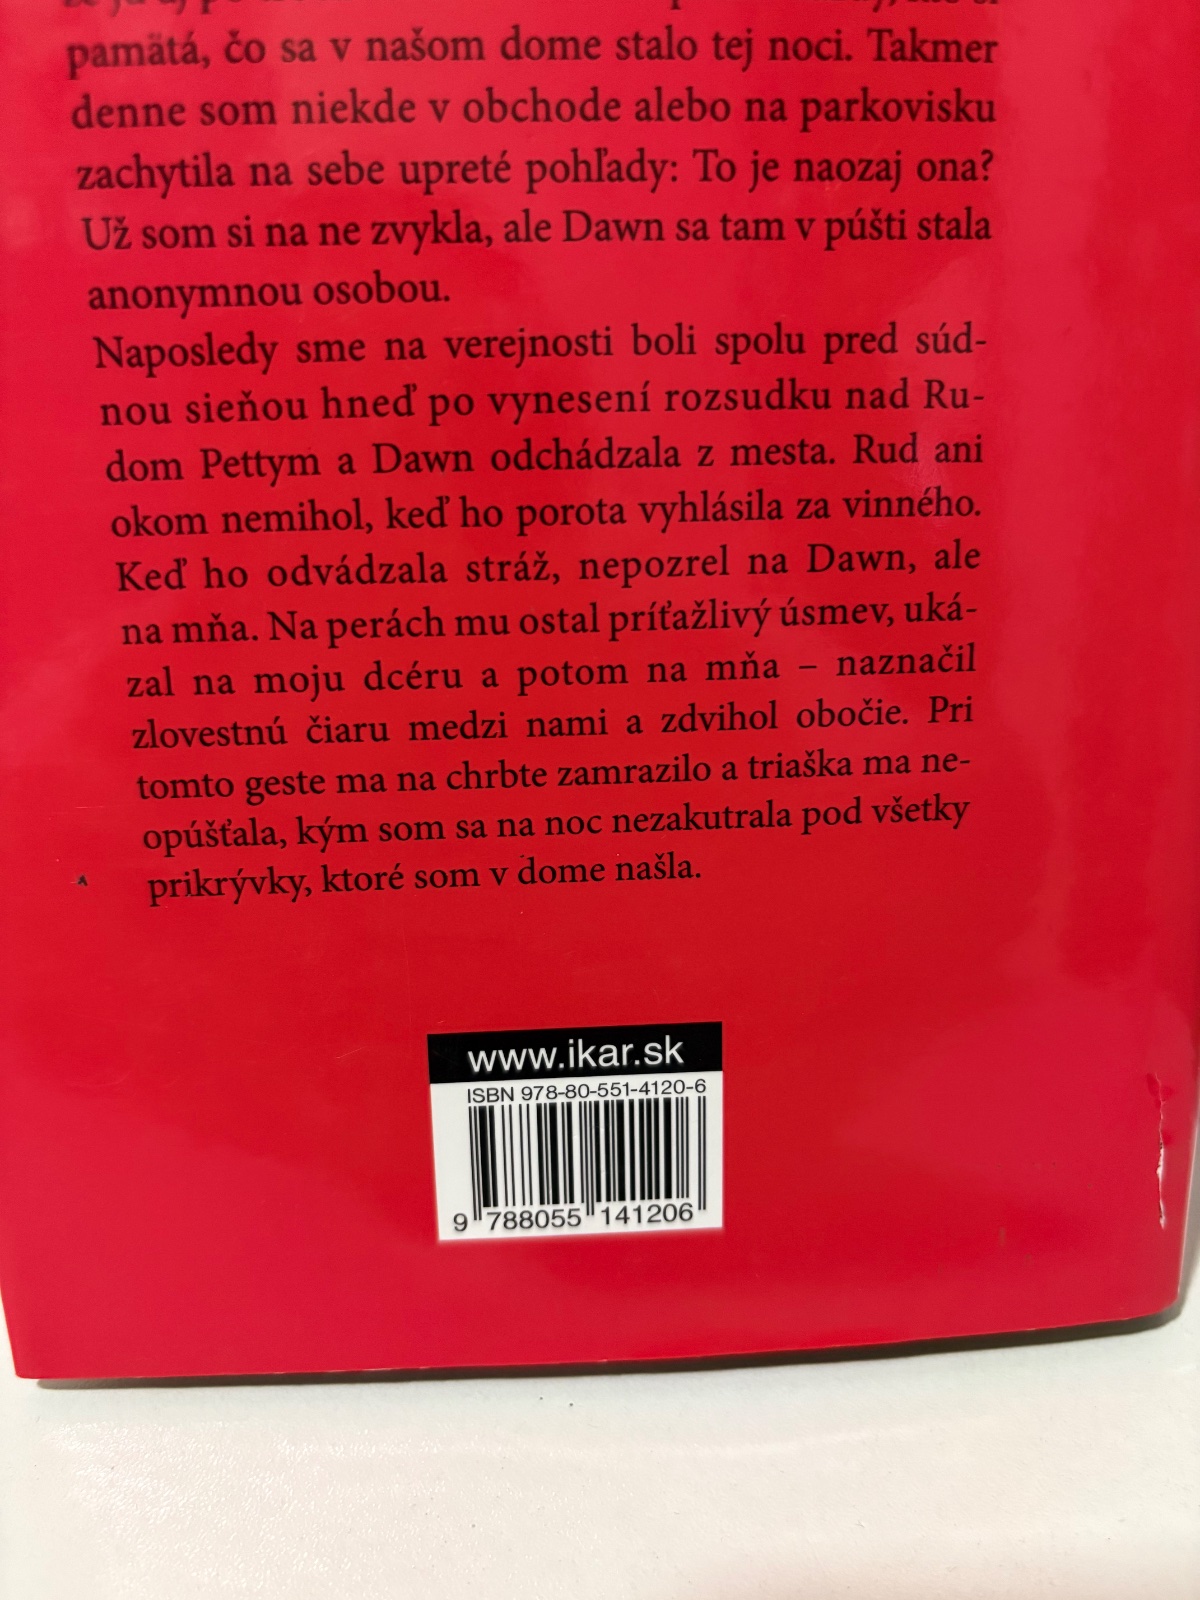 pamätá, čo sa v našom dome stalo tej noci. Takmer
denne som niekde v obchode alebo na parkovisku
zachytila na sebe upreté pohľady: To je naozaj ona?
Už som si na ne zvykla, ale Dawn sa tam v púšti stala
anonymnou osobou.
Naposledy sme na verejnosti boli spolu pred súd-
nou sieňou hneď po vynesení rozsudku nad Ru-
dom Pettym a Dawn odchádzala z mesta. Rud ani
okom nemihol, keď ho porota vyhlásila za vinného.
Keď ho odvádzala stráž, nepozrel na Dawn, ale
na mňa. Na perách mu ostal príťažlivý úsmev, uká-
zal na moju dcéru a potom na mňa – naznačil
zlovestnú čiaru medzi nami a zdvihol obočie. Pri
tomto geste ma na chrbte zamrazilo a triaška ma ne-
opúšťala, kým som sa na noc nezakutrala pod všetky
prikrývky, ktoré som v dome našla.
www.ikar.sk
ISBN 978-80-551-4120-6
9 788055 141206